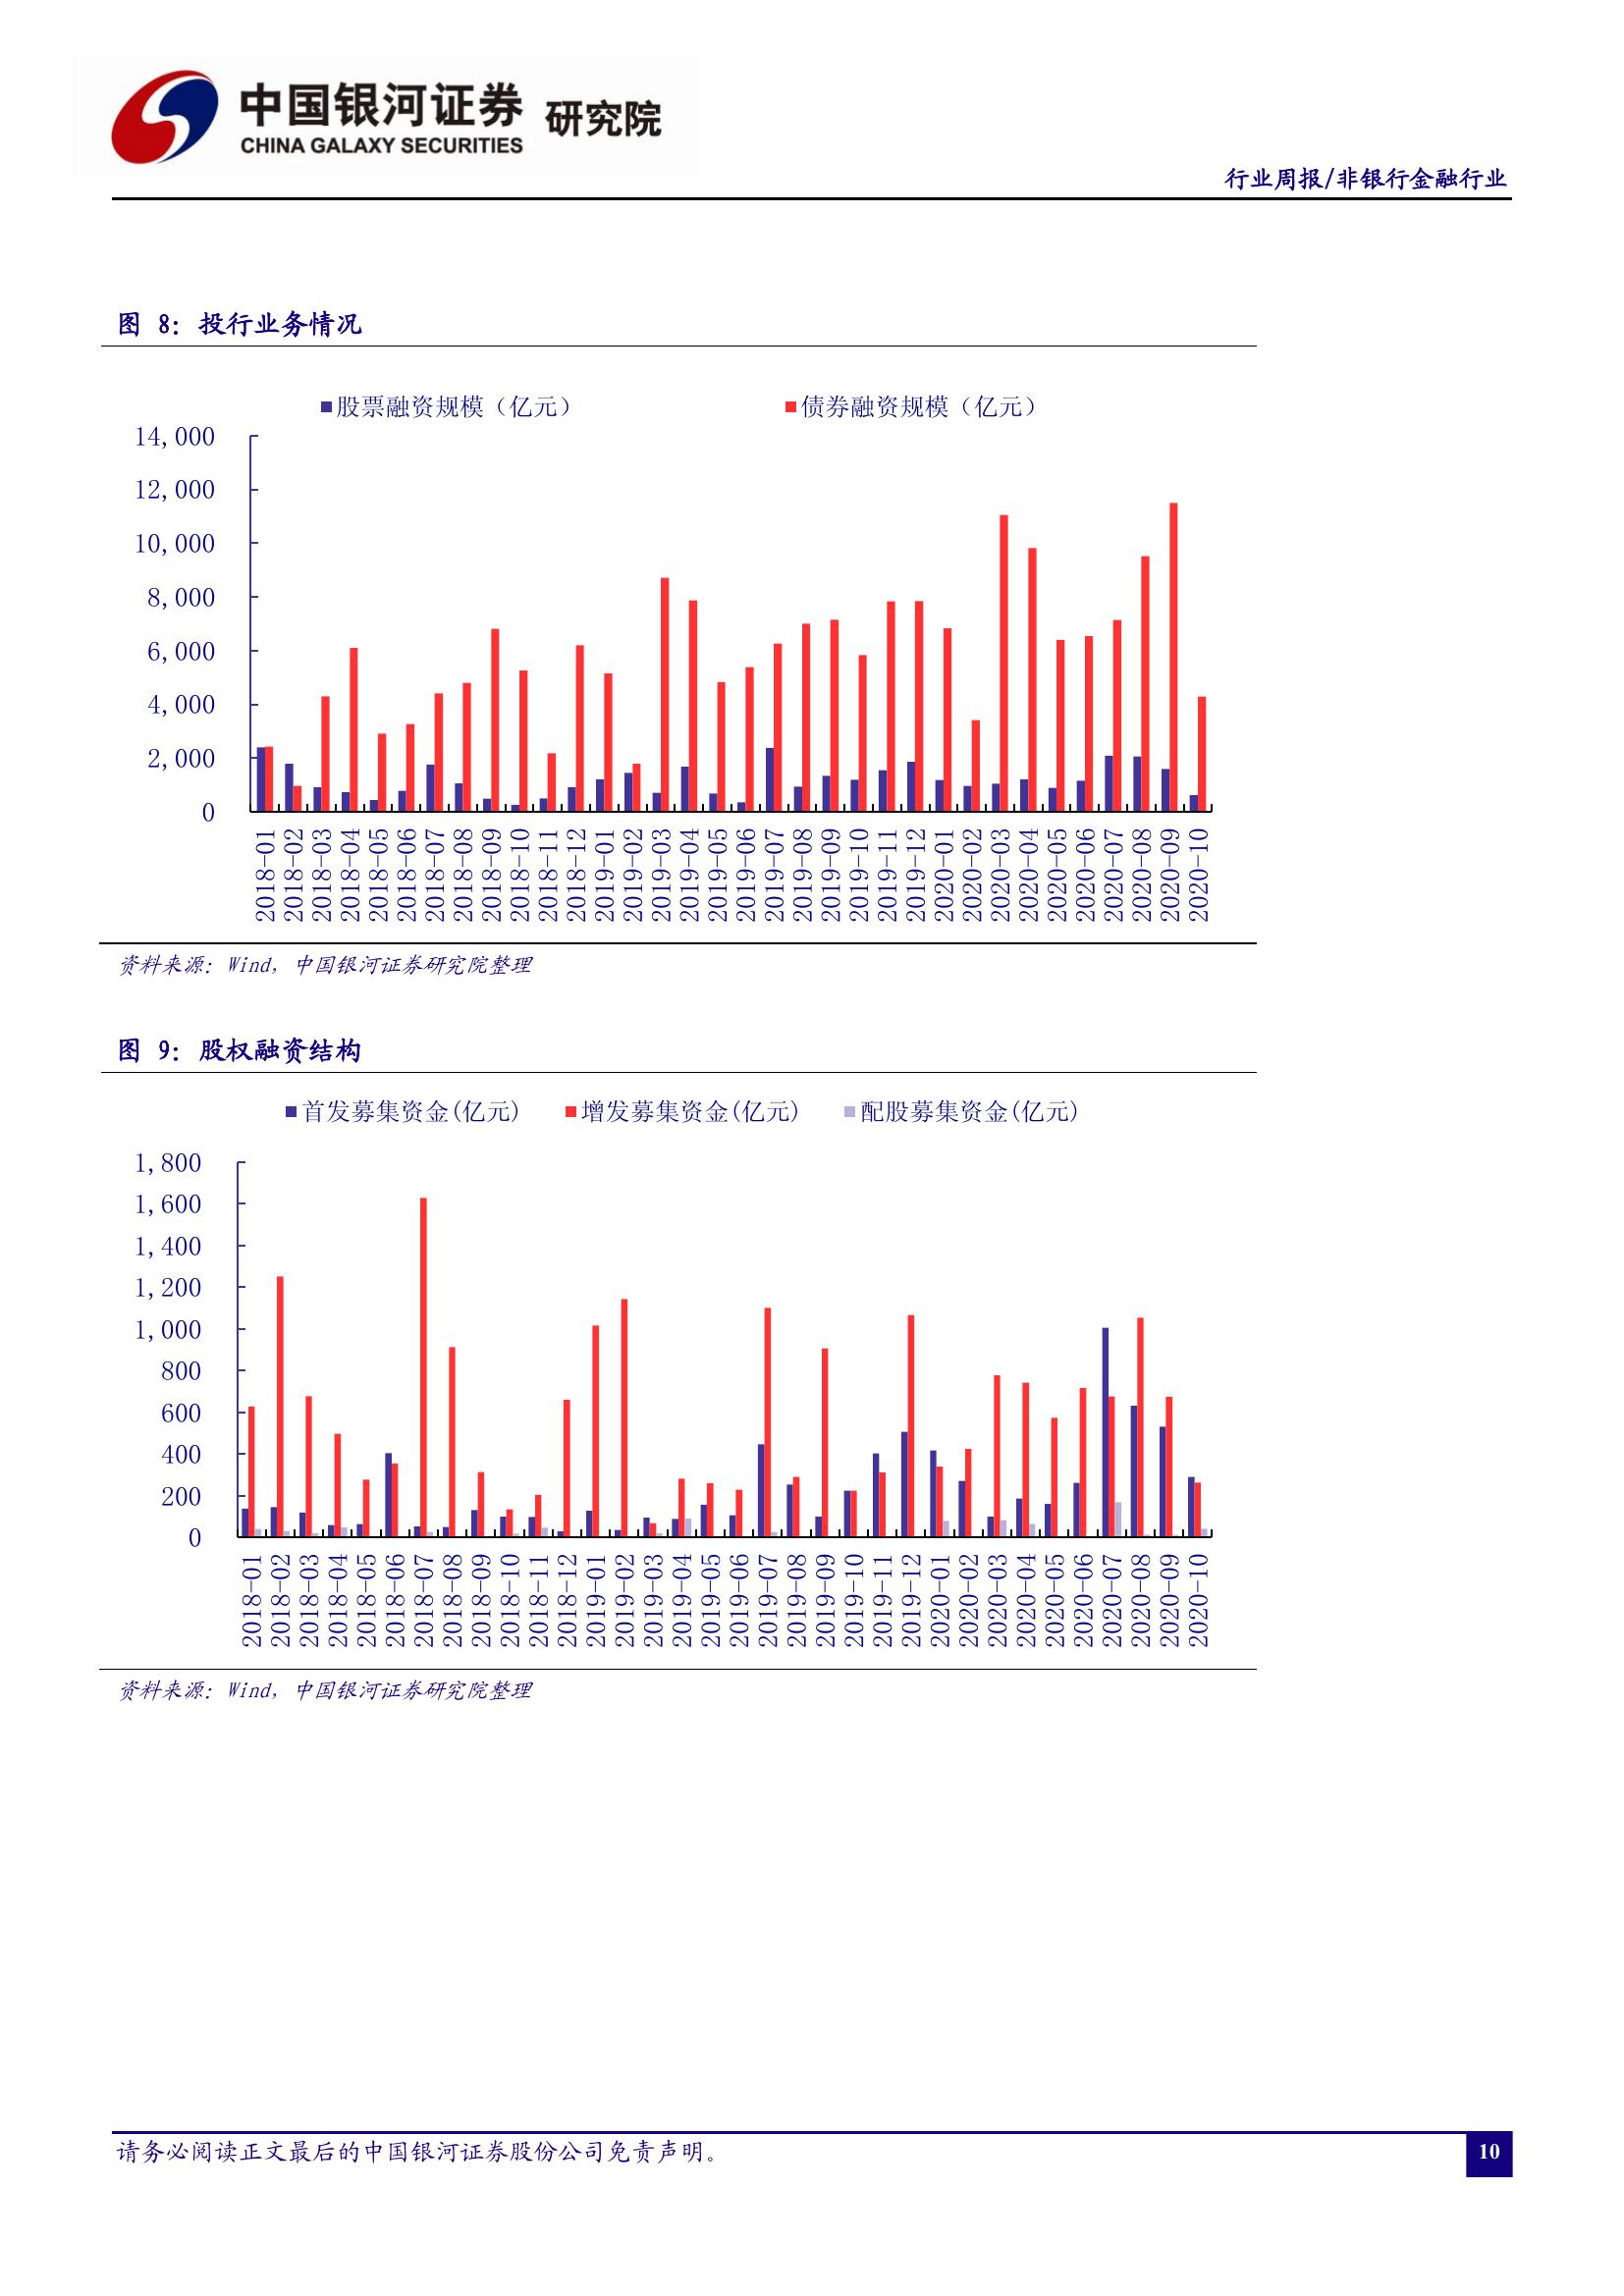 中国银河证券 研究院
CHINA GALAXY SECURITIES
行业周报/非银行金融行业
图 8：投行业务情况
股票融资规模（亿元） 债券融资规模（亿元）
14,000
12,000
10,000
8,000
6,000
4,000
2,000
0
2018-01 2018-02 2018-03 2018-04 2018-05 2018-06 2018-07 2018-08 2018-09 2018-10 2018-11 2018-12 2019-01 2019-02 2019-03 2019-04 2019-05 2019-06 2019-07 2019-08 2019-09 2019-10 2019-11 2019-12 2020-01 2020-02 2020-03 2020-04 2020-05 2020-06 2020-07 2020-08 2020-09 2020-10
资料来源：Wind，中国银河证券研究院整理
图 9：股权融资结构
首发募集资金(亿元) 增发募集资金(亿元) 配股募集资金(亿元)
1,800
1,600
1,400
1,200
1,000
800
600
400
200
0
2018-01 2018-02 2018-03 2018-04 2018-05 2018-06 2018-07 2018-08 2018-09 2018-10 2018-11 2018-12 2019-01 2019-02 2019-03 2019-04 2019-05 2019-06 2019-07 2019-08 2019-09 2019-10 2019-11 2019-12 2020-01 2020-02 2020-03 2020-04 2020-05 2020-06 2020-07 2020-08 2020-09 2020-10
资料来源：Wind，中国银河证券研究院整理
请务必阅读正文最后的中国银河证券股份公司免责声明。
10